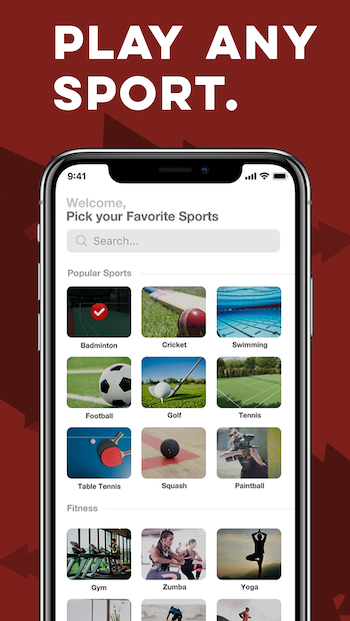 PLAY ANY
SPORT.
9:41
Welcome,
Pick your Favorite Sports
Search...
Popular Sports
Badminton
Cricket
Swimming
Football
Golf
Tennis
Table Tennis
Squash
Paintball
Fitness
Gym
Zumba
Yoga